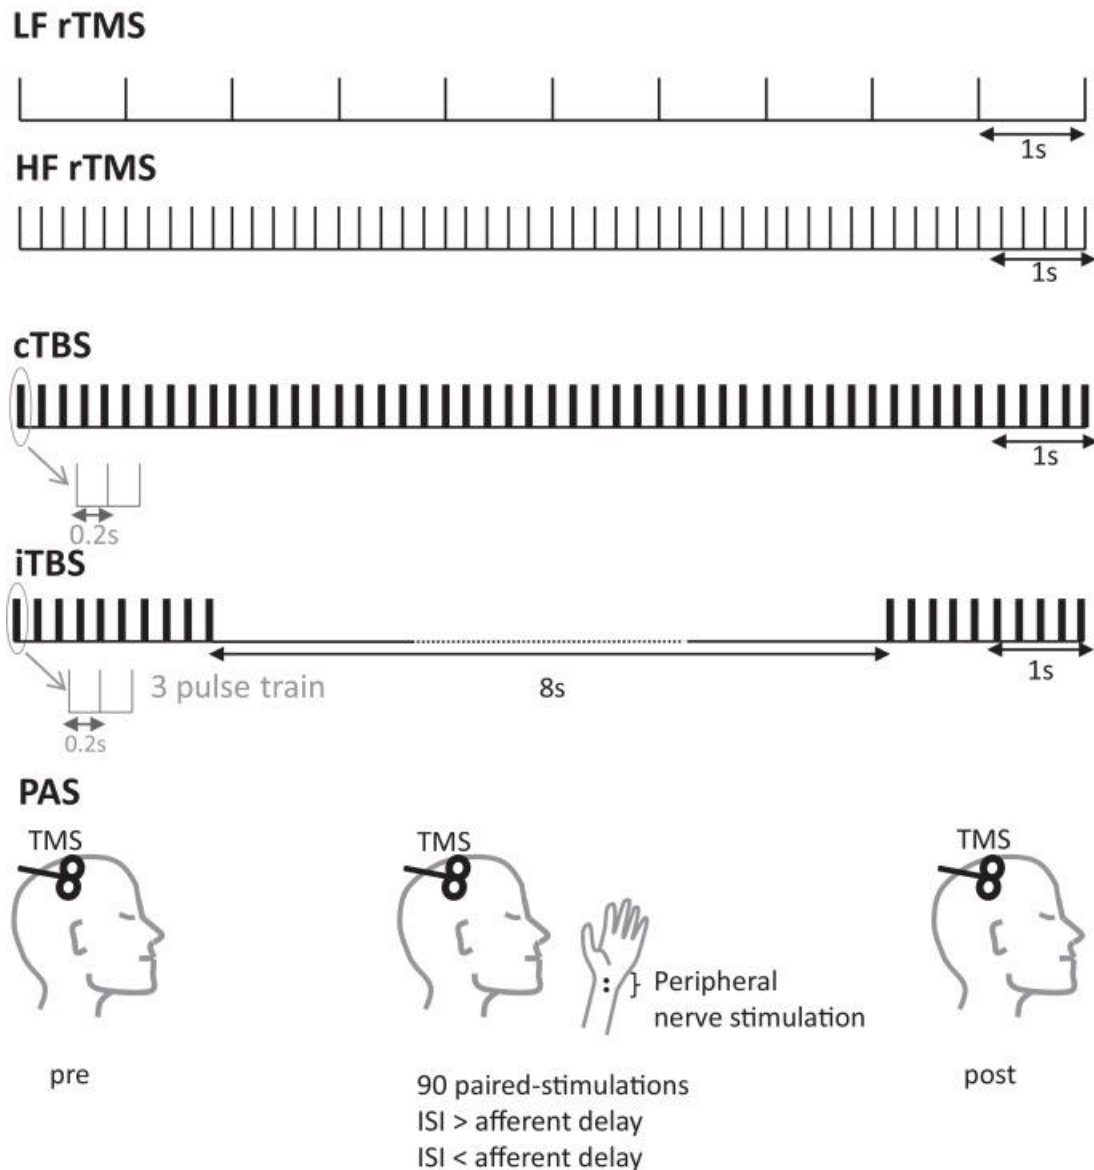 LF rTMS
1s
HF rTMS
1s
cTBS
1s
0.2s
iTBS
3 pulse train
8s
1s
0.2s
PAS
TMS
TMS
TMS
Peripheral
nerve stimulation
pre
post
90 paired-stimulations
ISI > afferent delay
ISI < afferent delay